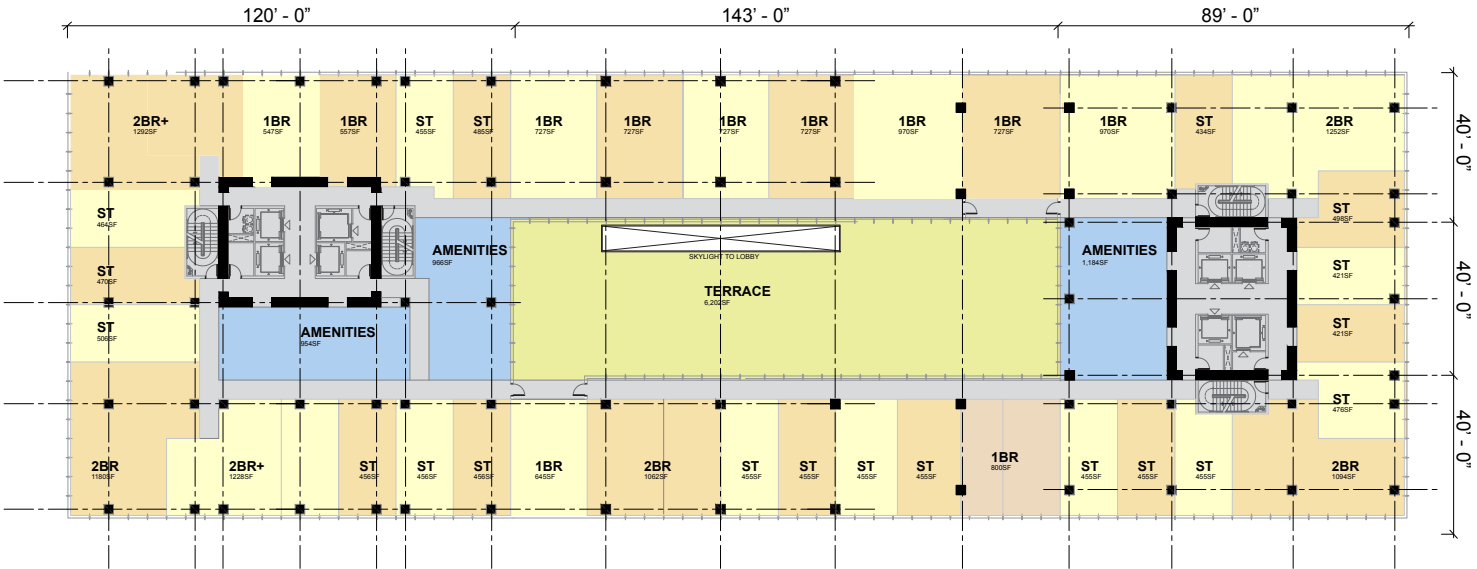 120' - 0”
143' - 0”
89' - 0”
2BR+
1292SF
1BR
547SF
1BR
557SF
ST
455SF
ST
485SF
1BR
727SF
1BR
727SF
1BR
727SF
1BR
727SF
1BR
970SF
1BR
727SF
1BR
970SF
ST
434SF
2BR
1252SF
40' - 0”
ST
464SF
AMENITIES
966SF
SKYLIGHT TO LOBBY
AMENITIES
1,184SF
ST
498SF
ST
470SF
TERRACE
6,202SF
ST
421SF
40' - 0”
ST
506SF
AMENITIES
954SF
ST
421SF
ST
476SF
40' - 0”
2BR
1180SF
2BR+
1228SF
ST
456SF
ST
456SF
ST
456SF
1BR
645SF
2BR
1062SF
ST
455SF
ST
455SF
ST
455SF
ST
455SF
1BR
800SF
ST
455SF
ST
455SF
ST
455SF
2BR
1094SF